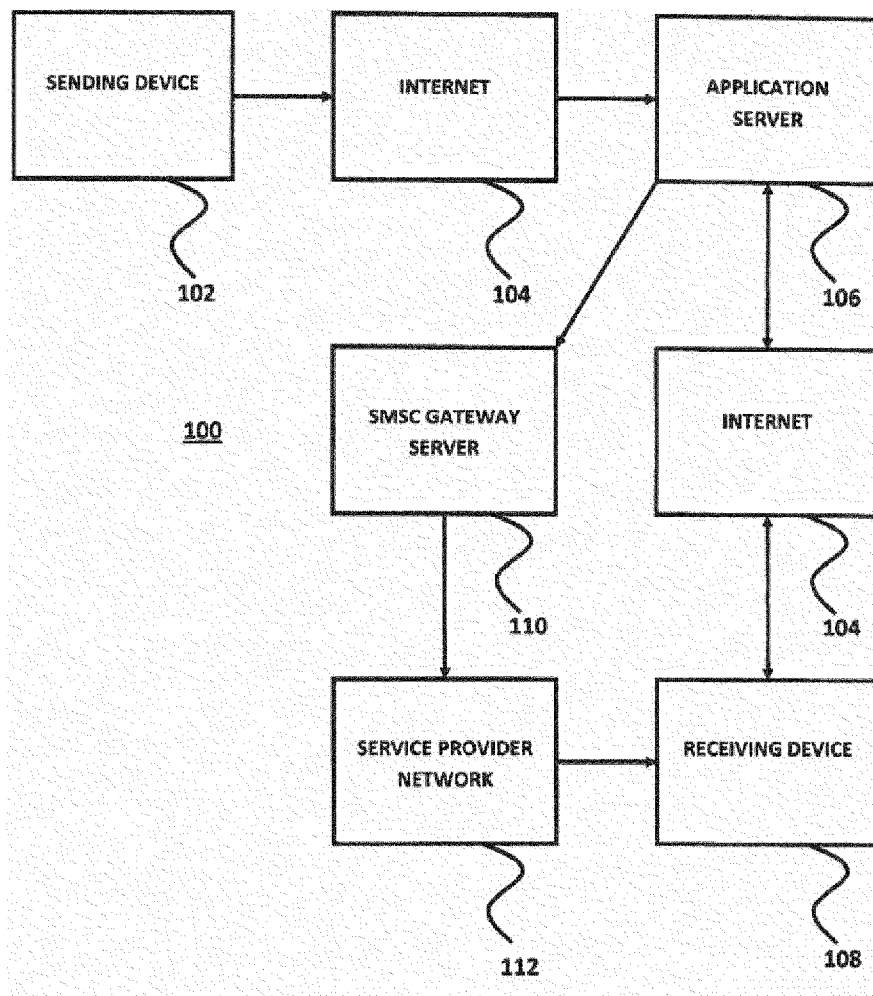 SENDING DEVICE
INTERNET
APPLICATION
SERVER
102
104
106
100
SMSC GATEWAY
SERVER
INTERNET
110
104
SERVICE PROVIDER
NETWORK
RECEIVING DEVICE
112
108